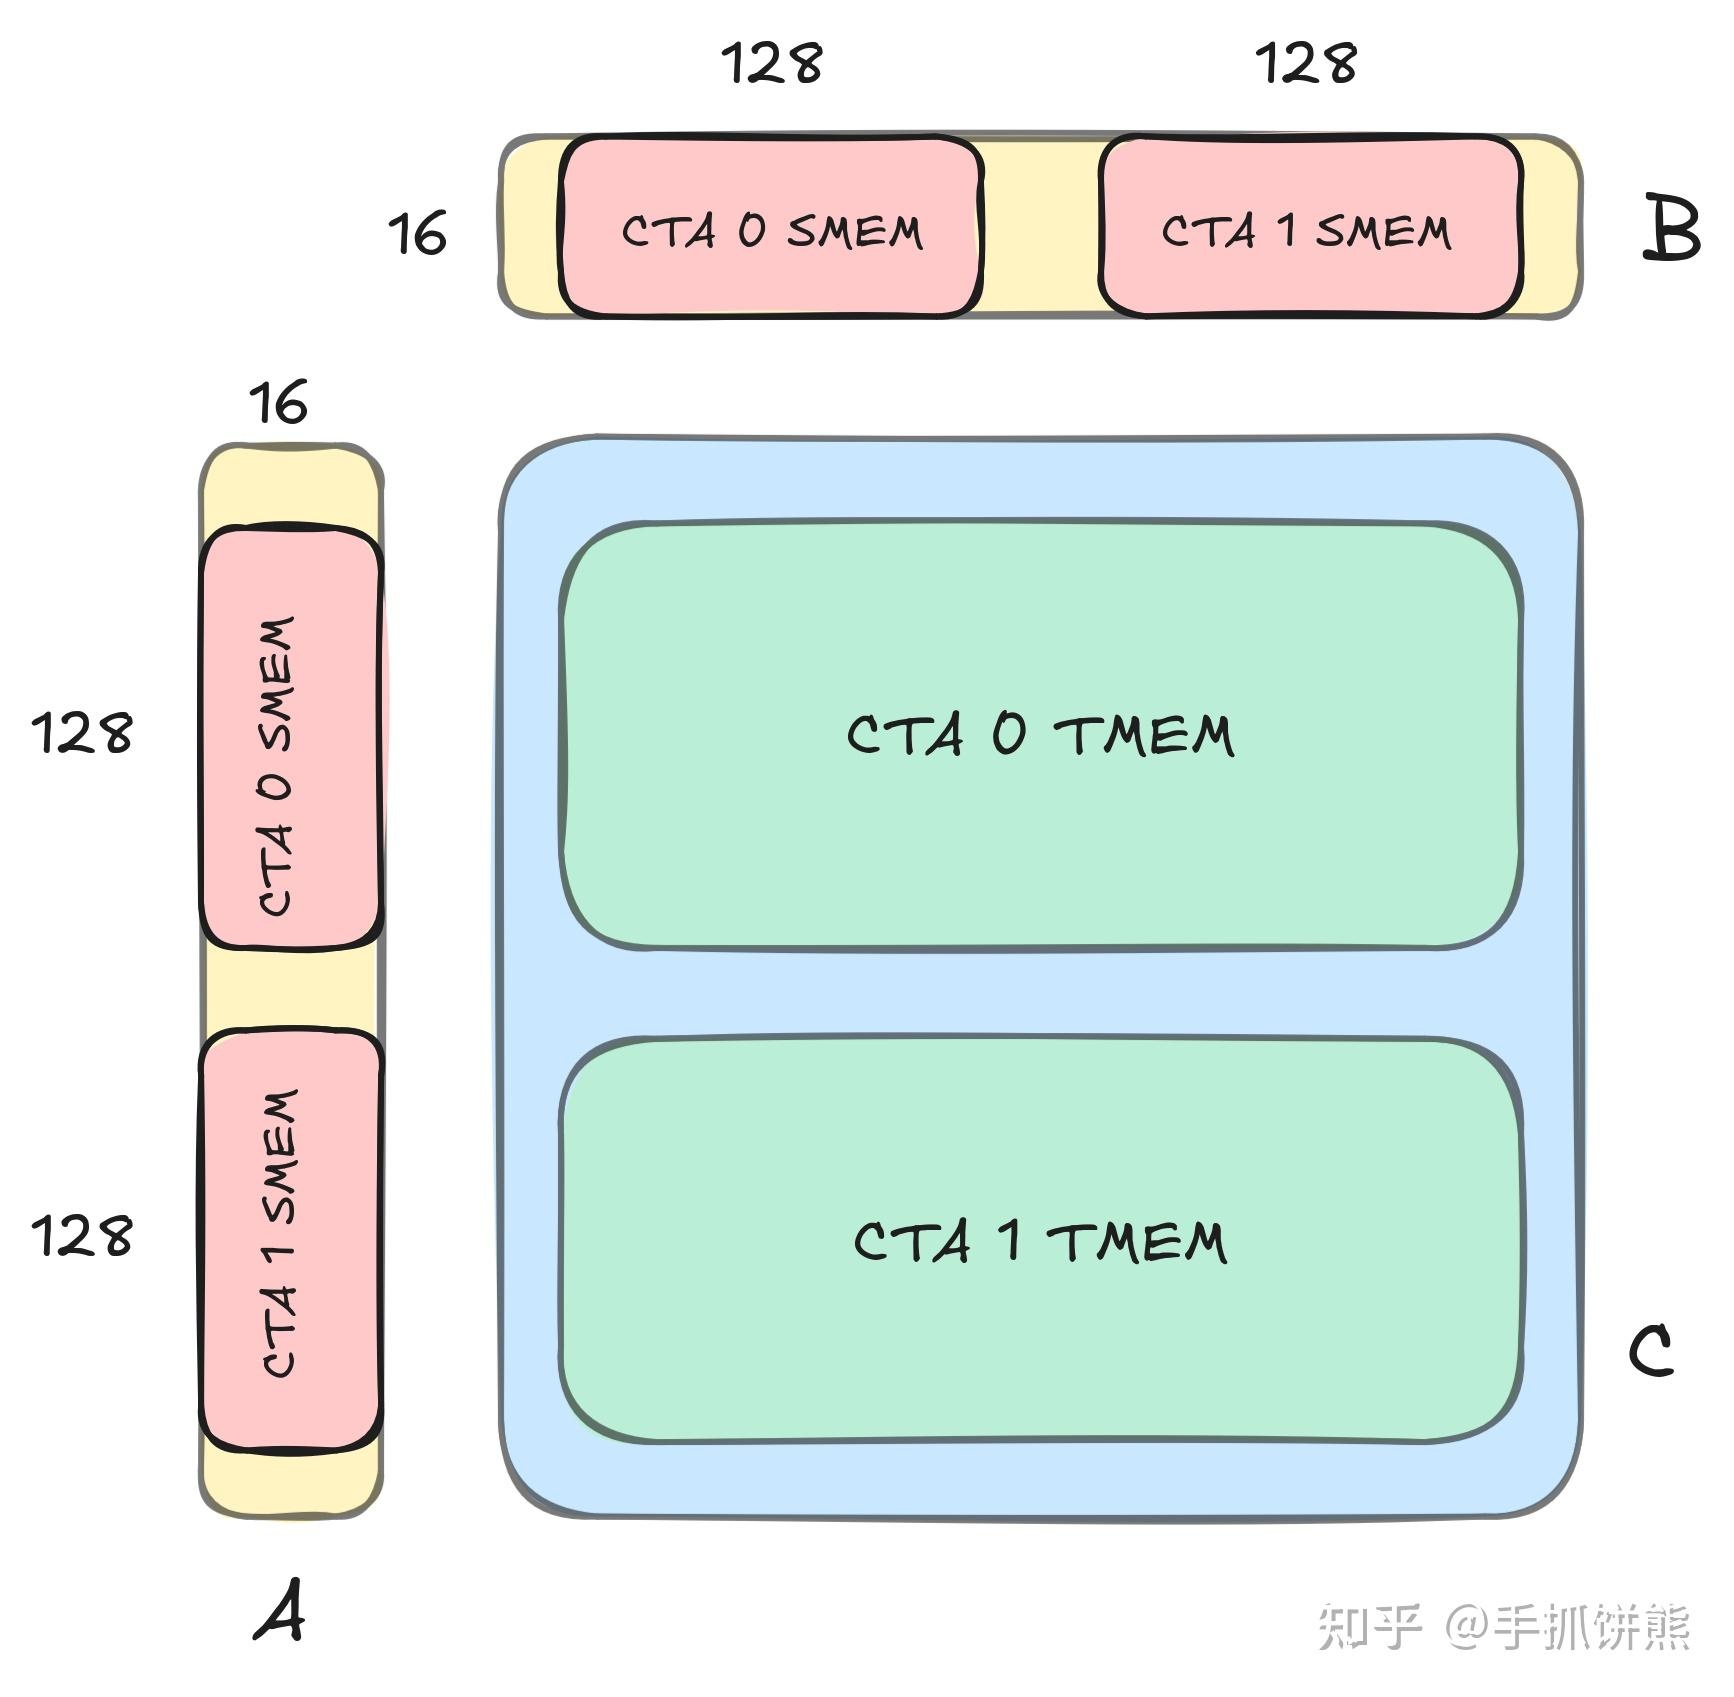 128 128
16 CTA 0 SMEM CTA 1 SMEM B
16
128 CTA 0 SMEM CTA 0 TMEM
128 CTA 1 SMEM CTA 1 TMEM
C
A
知乎 @手抓饼熊